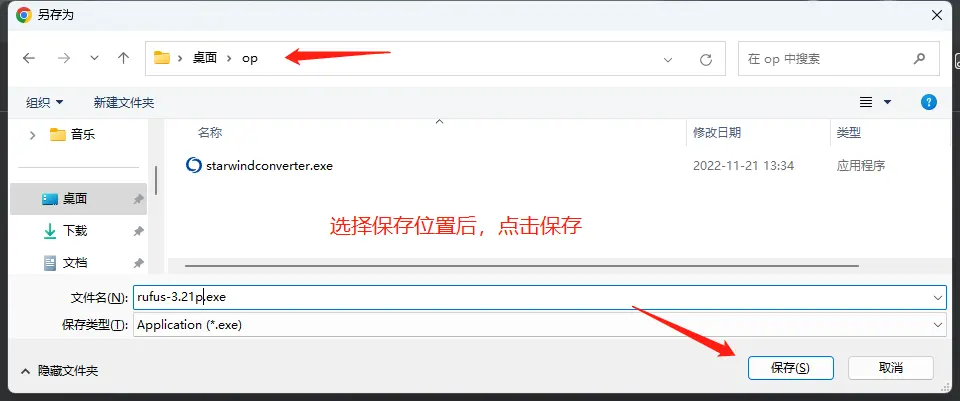 另存为
桌面 › op
在 op 中搜索
组织
新建文件夹
音乐
名称
修改日期
类型
starwindconverter.exe
2022-11-21 13:34
应用程序
桌面
下载
文档
选择保存位置后，点击保存
文件名(N):
rufus-3.21p.exe
保存类型(T):
Application (*.exe)
隐藏文件夹
保存(S)
取消